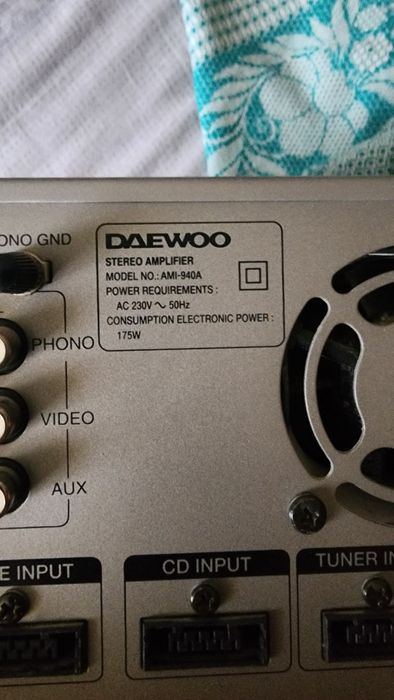 ONO GND
DAEWOO
STEREO AMPLIFIER
MODEL NO.: AMI-940A
POWER REQUIREMENTS :
AC 230V ~ 50Hz
CONSUMPTION ELECTRONIC POWER :
175W
PHONO
VIDEO
AUX
E INPUT
CD INPUT
TUNER IN